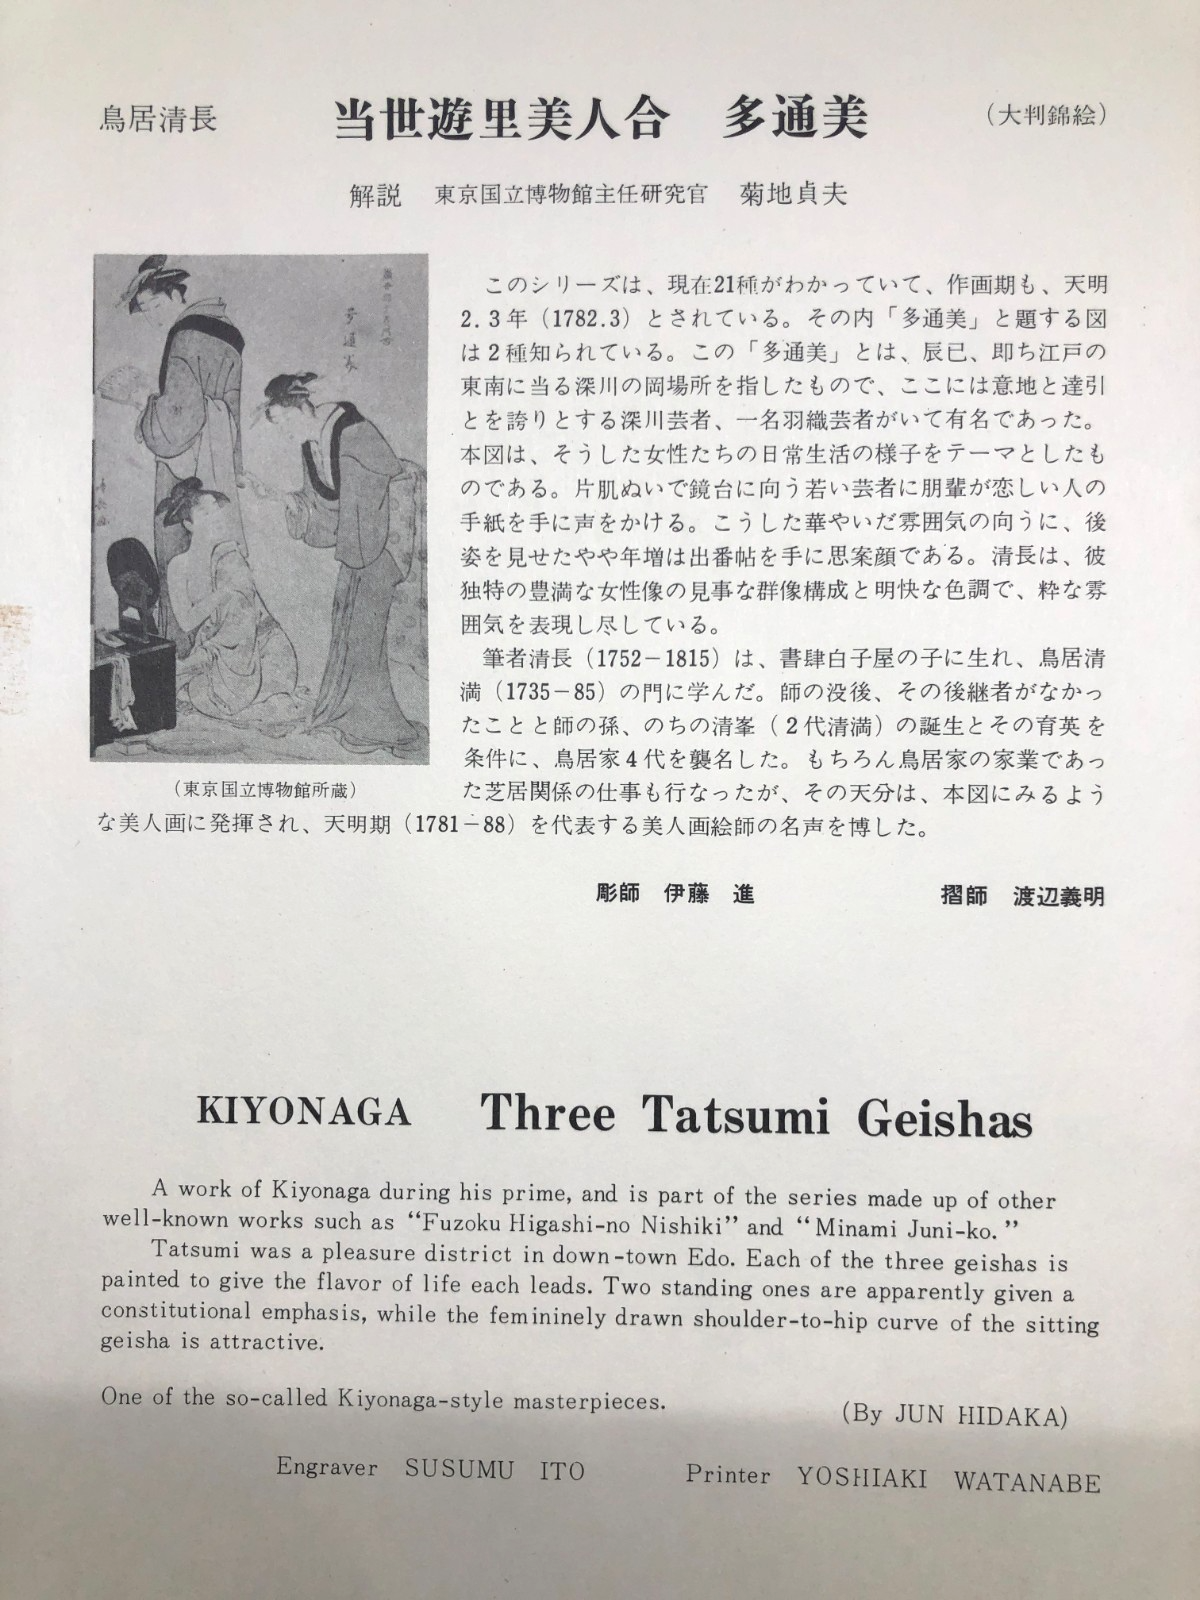 鳥居清長 当世遊里美人合 多通美 （大判錦絵）
解説 東京国立博物館主任研究官 菊地貞夫
このシリーズは、現在21種がわかっていて、作画期も、天明
2.3年（1782.3）とされている。その内「多通美」と題する図
は2種知られている。この「多通美」とは、辰已、即ち江戸の
東南に当る深川の岡場所を指したもので、ここには意地と達引
とを誇りとする深川芸者、一名羽織芸者がいて有名であった。
本図は、そうした女性たちの日常生活の様子をテーマとしたも
のである。片肌ぬいで鏡台に向う若い芸者に朋輩が恋しい人の
手紙を手に声をかける。こうした華やいだ雰囲気の向うに、後
姿を見せたやや年増は出番帖を手に思案顔である。清長は、彼
独特の豊満な女性像の見事な群像構成と明快な色調で、粋な雰
囲気を表現し尽している。
筆者清長（1752－1815）は、書肆白子屋の子に生れ、鳥居清
満（1735－85）の門に学んだ。師の没後、その後継者がなかっ
たことと師の孫、のちの清峯（2代清満）の誕生とその育英を
条件に、鳥居家4代を襲名した。もちろん鳥居家の家業であっ
た芝居関係の仕事も行なったが、その天分は、本図にみるよう
な美人画に発揮され、天明期（1781－88）を代表する美人画絵師の名声を博した。
多通美
（東京国立博物館所蔵）
彫師 伊藤 進 摺師 渡辺義明
KIYONAGA Three Tatsumi Geishas
A work of Kiyonaga during his prime, and is part of the series made up of other
well-known works such as “Fuzoku Higashi-no Nishiki” and “Minami Juni-ko.”
Tatsumi was a pleasure district in down-town Edo. Each of the three geishas is
painted to give the flavor of life each leads. Two standing ones are apparently given a
constitutional emphasis, while the femininely drawn shoulder-to-hip curve of the sitting
geisha is attractive.
One of the so-called Kiyonaga-style masterpieces.
(By JUN HIDAKA)
Engraver SUSUMU ITO Printer YOSHIAKI WATANABE